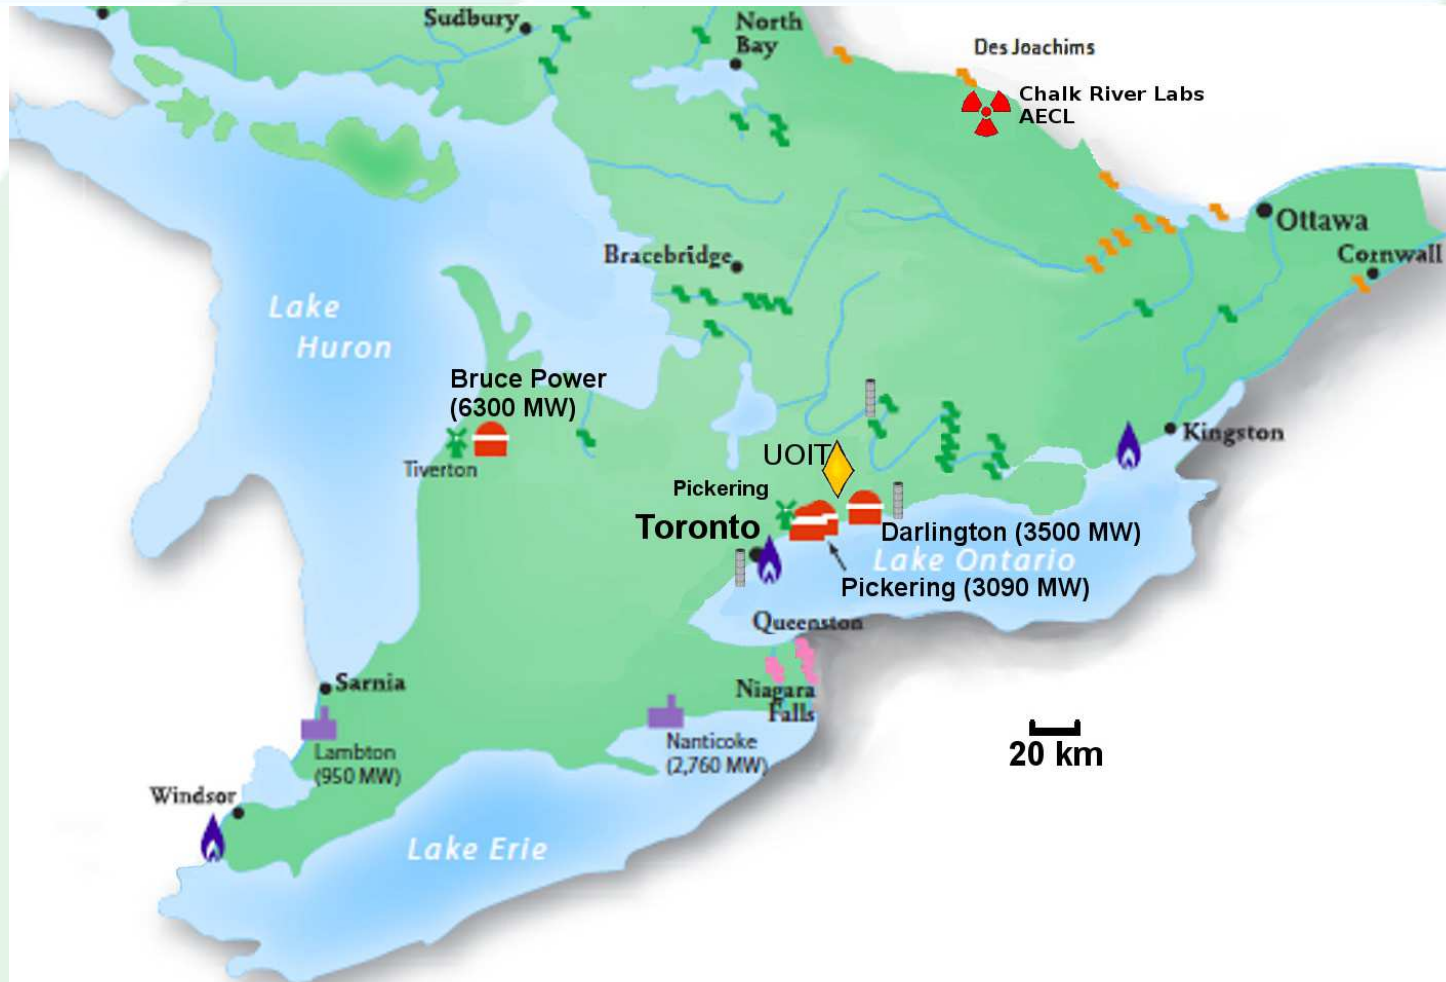 Sudbury
North
Bay
Des Joachims
Chalk River Labs
AECL
Ottawa
Cornwall
Bracebridge
Lake
Huron
Bruce Power
(6300 MW)
Tiverton
Kingston
UOIT
Pickering
Toronto
Darlington (3500 MW)
Lake Ontario
Pickering (3090 MW)
Queenston
Niagara
Falls
Sarnia
Lambton
(950 MW)
Nanticoke
(2,760 MW)
20 km
Windsor
Lake Erie